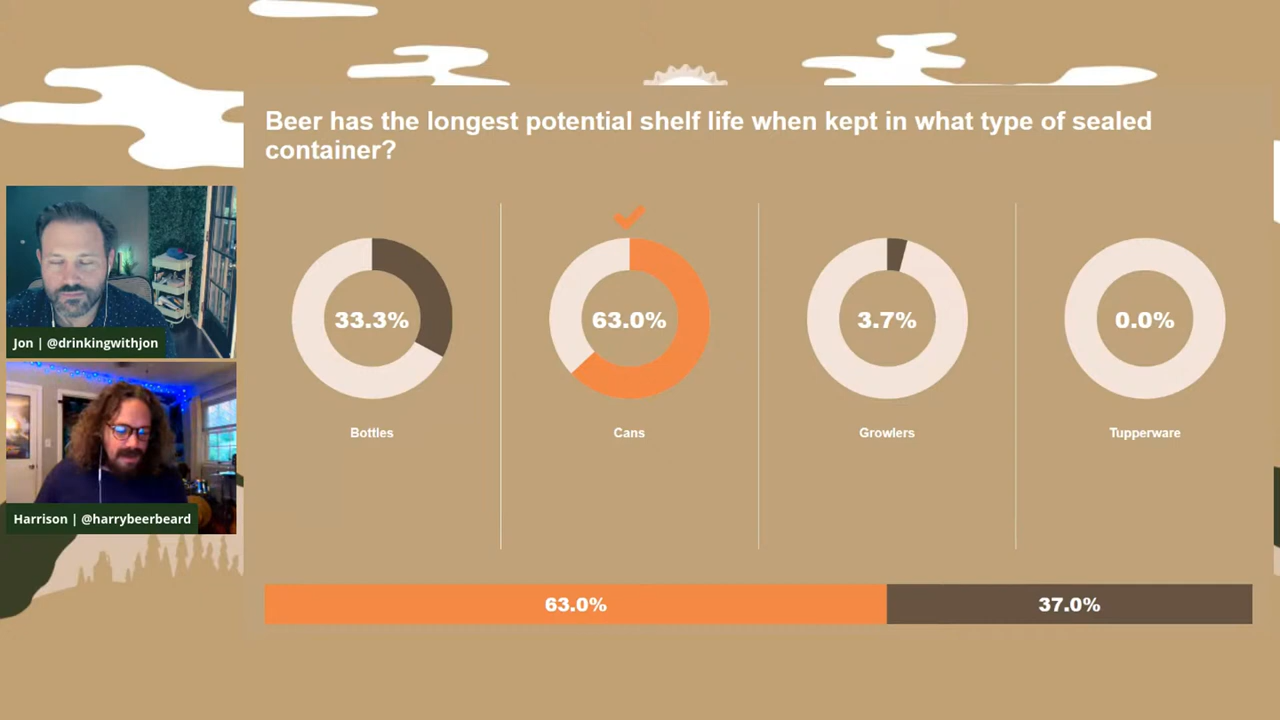 Beer has the longest potential shelf life when kept in what type of sealed
container?
33.3%
63.0%
3.7%
0.0%
Bottles
Cans
Growlers
Tupperware
63.0%
37.0%
Jon | @drinkingwithjon
Harrison | @harrybeerbeard